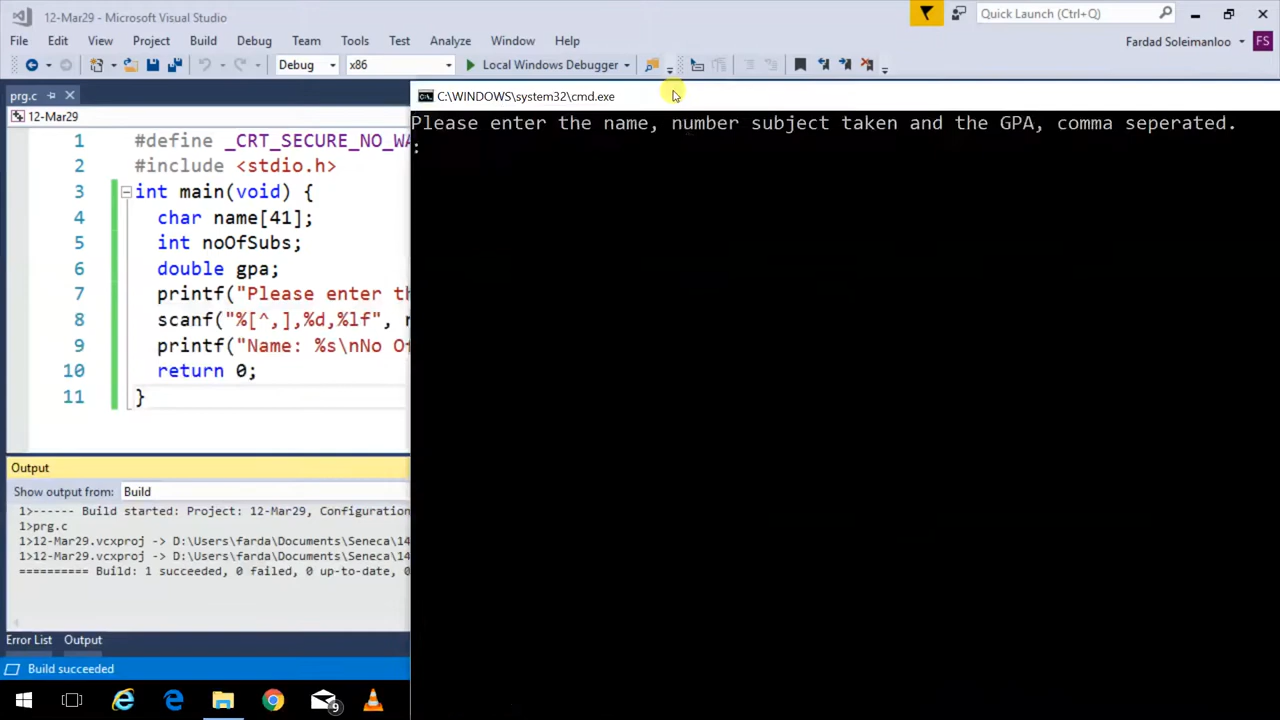 12-Mar29 - Microsoft Visual Studio
Quick Launch (Ctrl+Q)
File Edit View Project Build Debug Team Tools Test Analyze Window Help
Fardad Soleimanloo FS
Debug x86 Local Windows Debugger
prg.c
12-Mar29
C:\WINDOWS\system32\cmd.exe
Please enter the name, number subject taken and the GPA, comma seperated.
:
1 #define _CRT_SECURE_NO_WA
2 #include <stdio.h>
3 int main(void) {
4 char name[41];
5 int noOfSubs;
6 double gpa;
7 printf("Please enter th
8 scanf("%[^,],%d,%lf", n
9 printf("Name: %s\nNo Of
10 return 0;
11 }
Output
Show output from: Build
1>------ Build started: Project: 12-Mar29, Configuration
1>prg.c
1>12-Mar29.vcxproj -> D:\Users\farda\Documents\Seneca\14
1>12-Mar29.vcxproj -> D:\Users\farda\Documents\Seneca\14
========== Build: 1 succeeded, 0 failed, 0 up-to-date, 0
Error List Output
Build succeeded
9